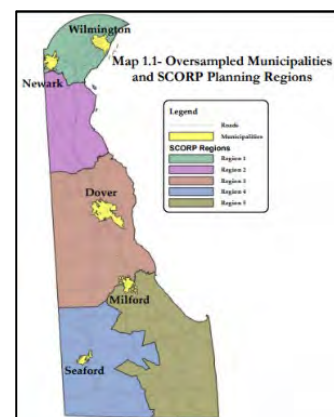 Wilmington
Map 1.1- Oversampled Municipalities
and SCORP Planning Regions
Newark
Legend
Roads
Municipalities
SCORP Regions
Region 1
Region 2
Region 3
Region 4
Region 5
Dover
Milford
Seaford